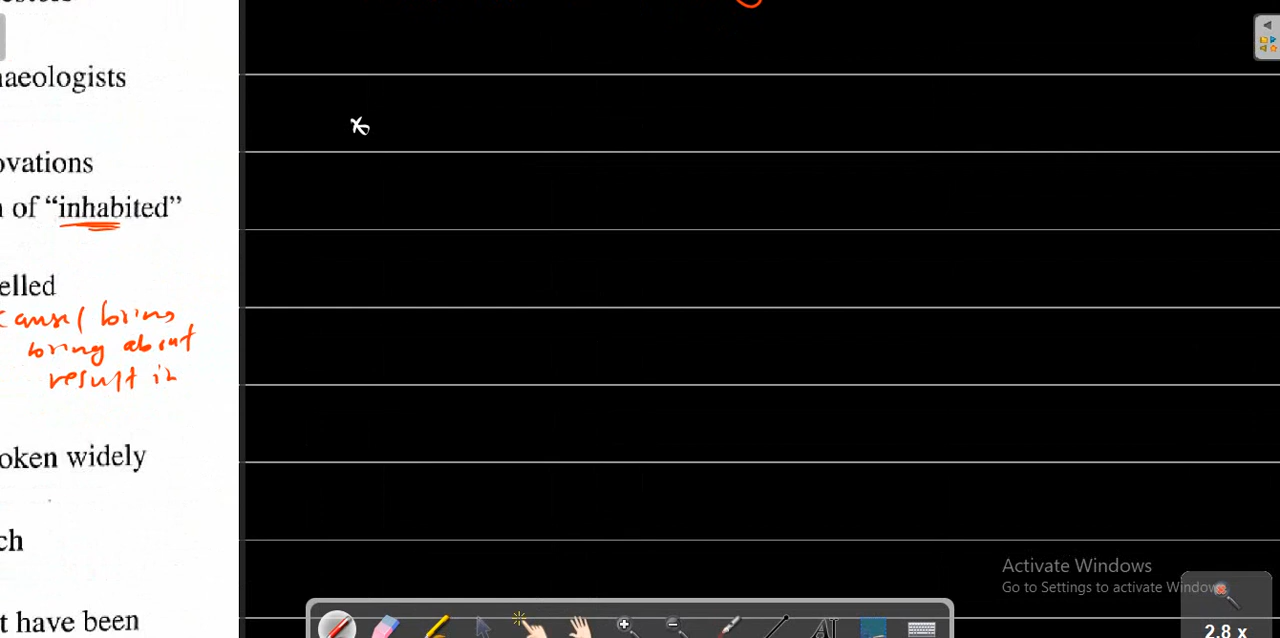 haeologists
ovations
n of “inhabited”
elled
cause/ bring
bring about
result in
oken widely
ch
t have been
Activate Windows
Go to Settings to activate Windows
2.8 x